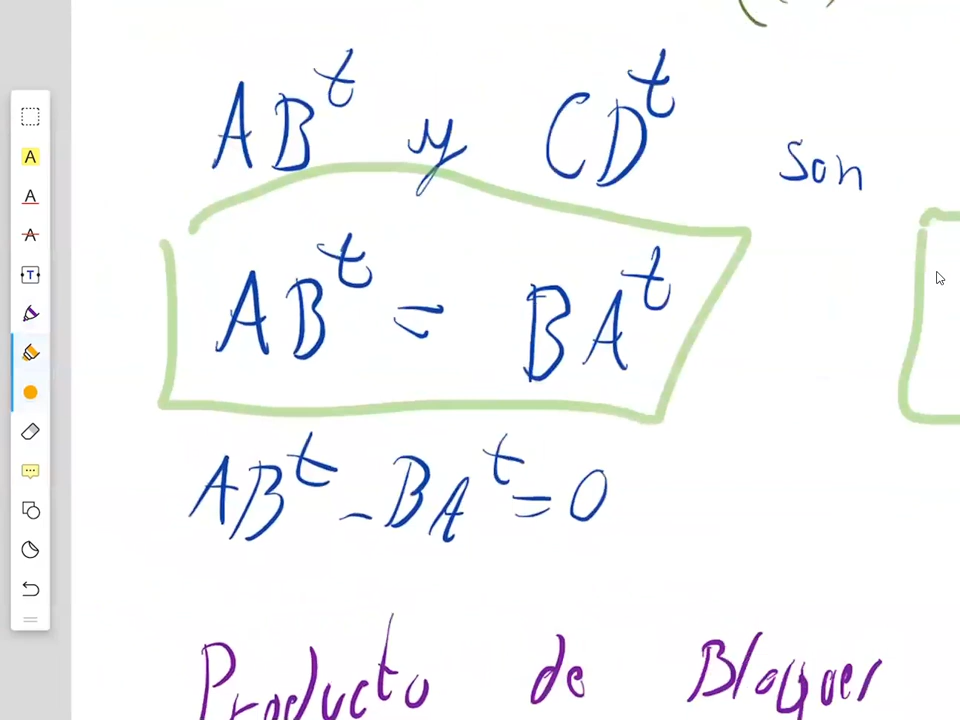 AB^t y CD^t son
AB^t = BA^t
AB^t - BA^t = 0
Producto de Bloques